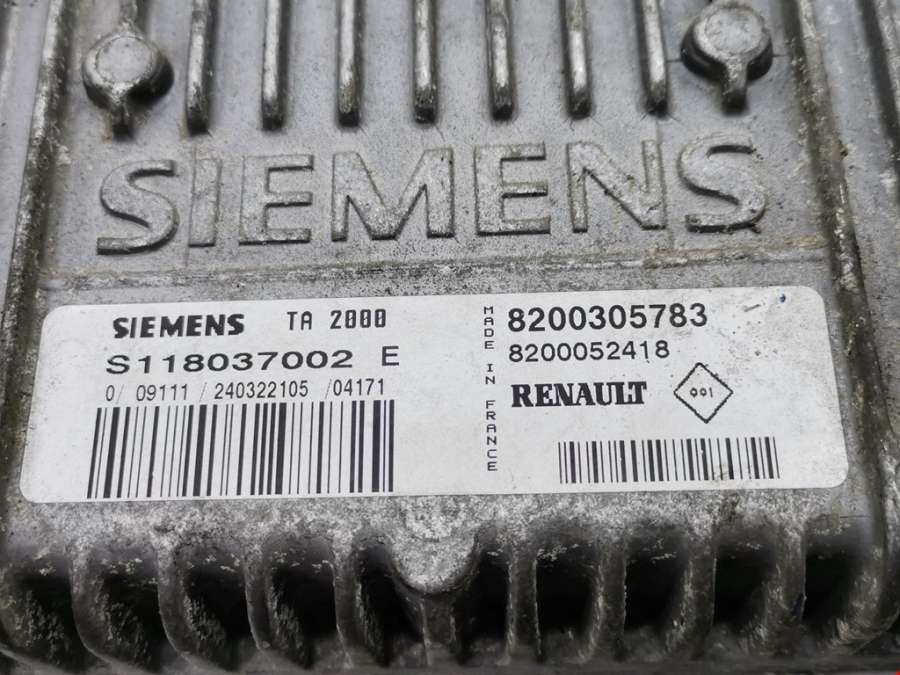 SIEMENS
SIEMENS TA 2000
S118037002 E
0/ 09111 / 240322105 /04171
MADE IN FRANCE
8200305783
8200052418
RENAULT
001